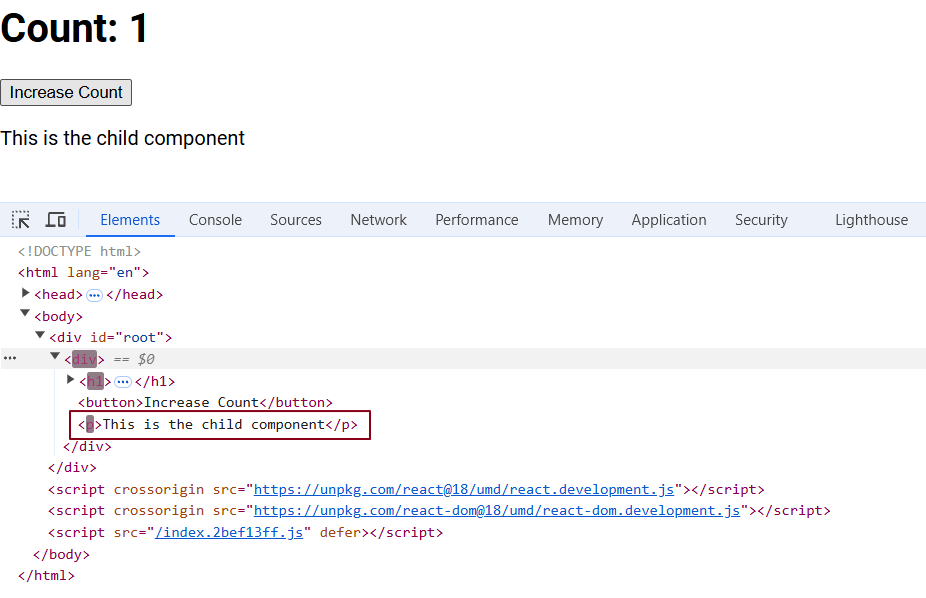 Count: 1
Increase Count
This is the child component
Elements Console Sources Network Performance Memory Application Security Lighthouse
<!DOCTYPE html>
<html lang="en">
<head>…</head>
<body>
<div id="root">
… <div> == $0
<h1>…</h1>
<button>Increase Count</button>
<p>This is the child component</p>
</div>
</div>
<script crossorigin src="https://unpkg.com/react@18/umd/react.development.js"></script>
<script crossorigin src="https://unpkg.com/react-dom@18/umd/react-dom.development.js"></script>
<script src="/index.2bef13ff.js" defer></script>
</body>
</html>